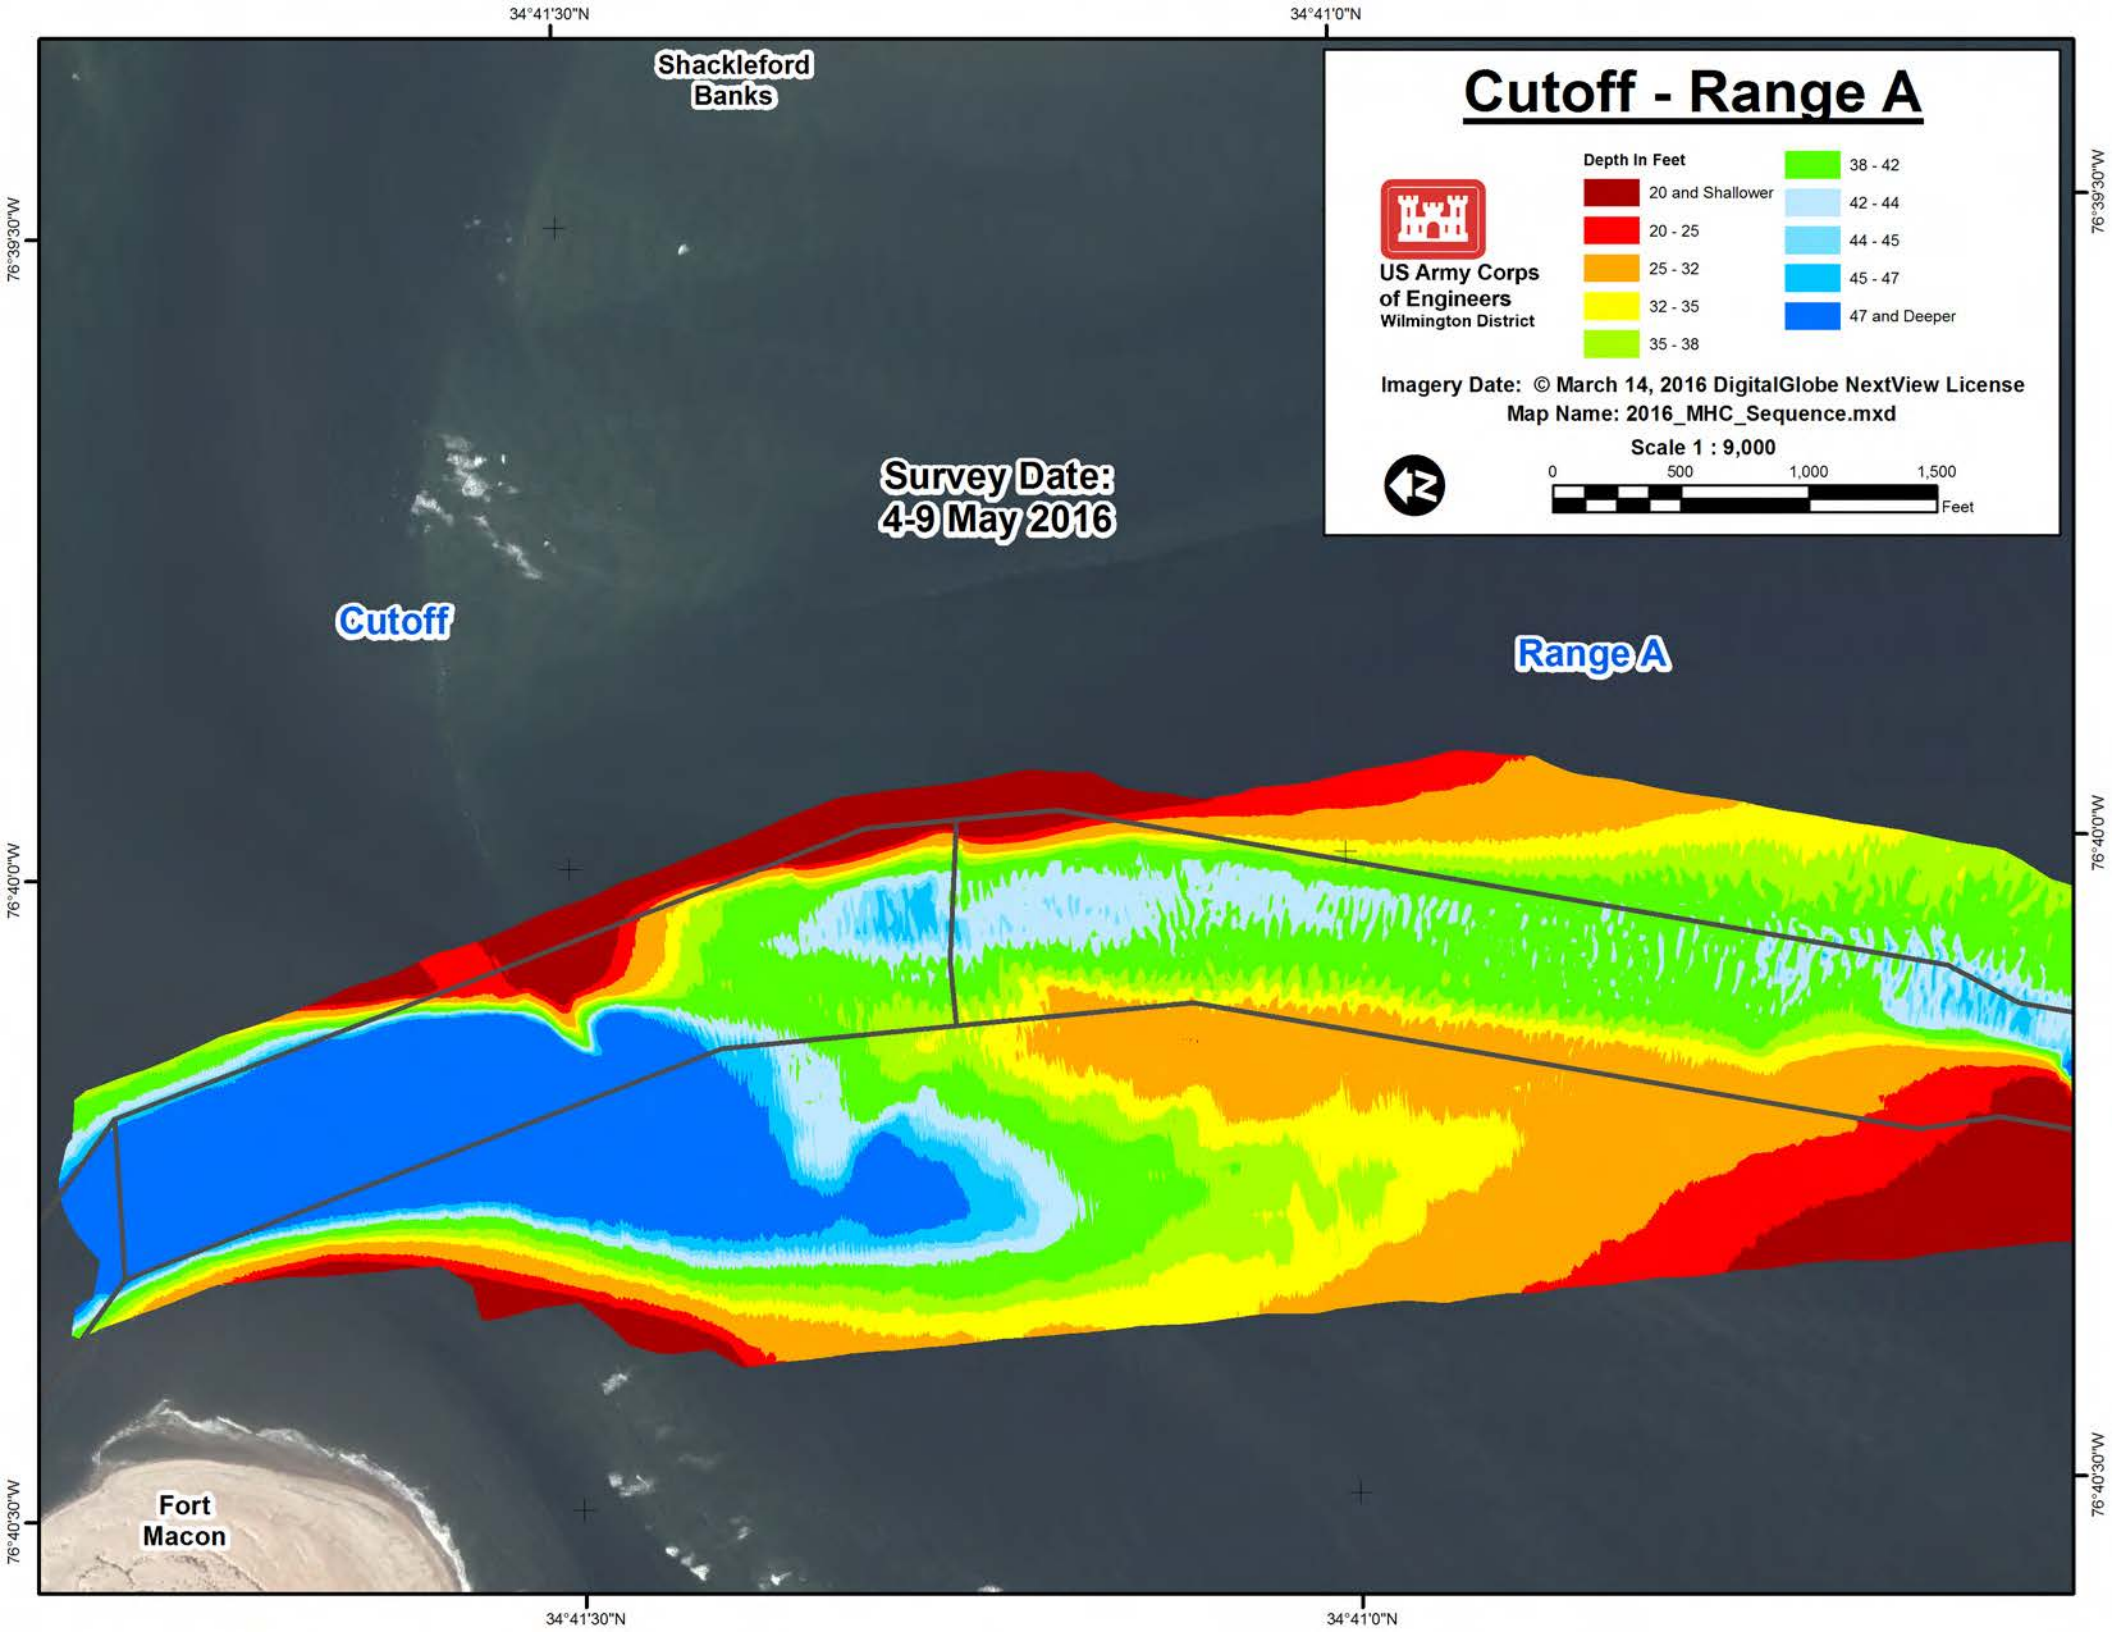 34°41'30"N
34°41'0"N
Shackleford
Banks
Cutoff - Range A
Depth In Feet
20 and Shallower
20 - 25
25 - 32
32 - 35
35 - 38
38 - 42
42 - 44
44 - 45
45 - 47
47 and Deeper
US Army Corps
of Engineers
Wilmington District
Imagery Date: © March 14, 2016 DigitalGlobe NextView License
Map Name: 2016_MHC_Sequence.mxd
Scale 1 : 9,000
0 500 1,000 1,500
Feet
N
76°39'30"W
76°39'30"W
Survey Date:
4-9 May 2016
Cutoff
Range A
76°40'0"W
76°40'0"W
Fort
Macon
76°40'30"W
76°40'30"W
34°41'30"N
34°41'0"N